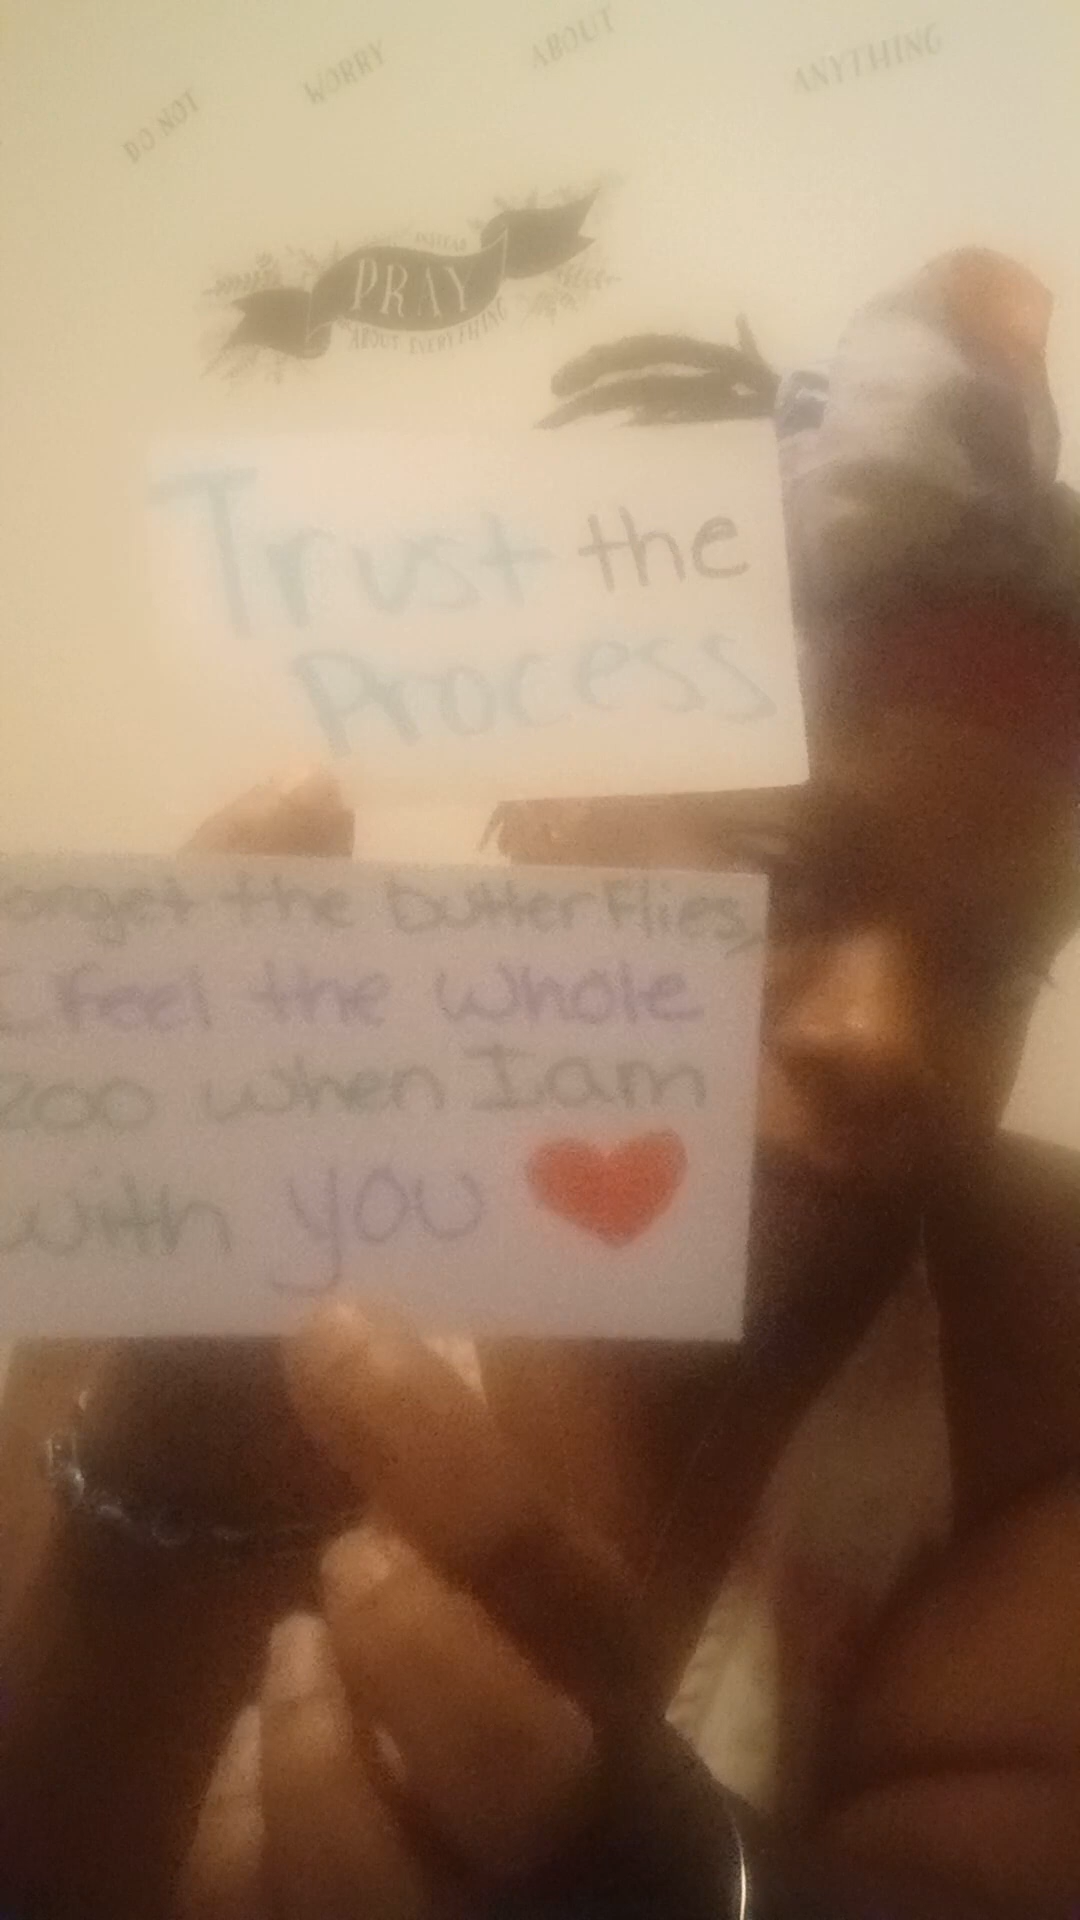 DO NOT WORRY ABOUT ANYTHING
INSTEAD
PRAY
ABOUT EVERYTHING
Trust the
Process
orget the butterflies,
I feel the whole
zoo when I am
with you